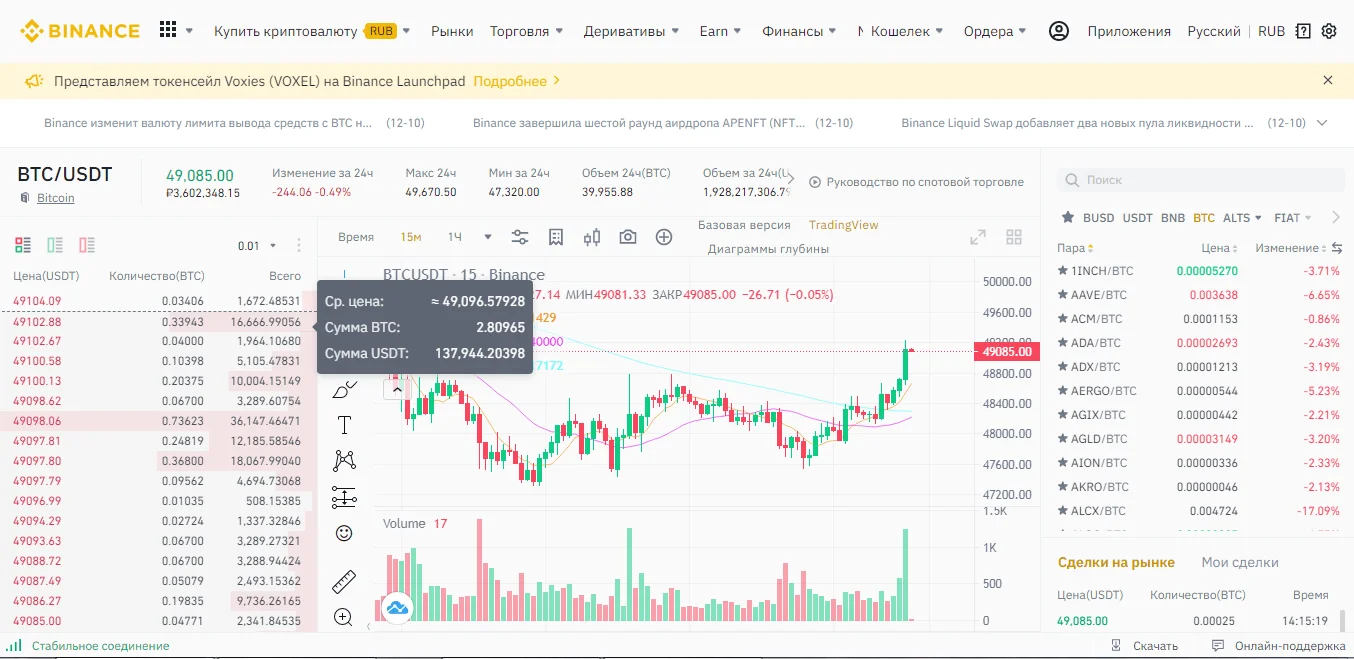 BINANCE
Купить криптовалюту RUB
Рынки
Торговля
Деривативы
Earn
Финансы
Кошелек
Ордера
Приложения
Русский
RUB
Представляем токенсейл Voxies (VOXEL) на Binance Launchpad Подробнее
Binance изменит валюту лимита вывода средств с BTC н... (12-10)
Binance завершила шестой раунд аирдропа APENFT (NFT... (12-10)
Binance Liquid Swap добавляет два новых пула ликвидности ... (12-10)
BTC/USDT
Bitcoin
49,085.00
₽3,602,348.15
Изменение за 24ч
-244.06 -0.49%
Макс 24ч
49,670.50
Мин за 24ч
47,320.00
Объем 24ч(BTC)
39,955.88
Объем за 24ч(U
1,928,217,306.7
Руководство по спотовой торговле
0.01
Цена(USDT) Количество(BTC) Всего
49104.09 0.03406 1,672.48531
49102.88 0.33943 16,666.99056
49102.67 0.04000 1,964.10680
49100.58 0.10398 5,105.47831
49100.13 0.20375 10,004.15149
49098.62 0.06700 3,289.60754
49098.06 0.73623 36,147.46471
49097.81 0.24819 12,185.58546
49097.80 0.36800 18,067.99040
49097.79 0.09562 4,694.73068
49096.99 0.01035 508.15385
49094.29 0.02724 1,337.32846
49093.63 0.06700 3,289.27321
49088.72 0.06700 3,288.94424
49087.49 0.05079 2,493.15362
49086.27 0.19835 9,736.26165
49085.00 0.04771 2,341.84535
Время 15м 1Ч
Базовая версия TradingView
Диаграммы глубины
BTCUSDT · 15 · Binance
27.14 МИН49081.33 ЗАКР49085.00 −26.71 (−0.05%)
1429
40000
7172
Ср. цена: ≈ 49,096.57928
Сумма BTC: 2.80965
Сумма USDT: 137,944.20398
50000.00
49600.00
49085.00
48800.00
48400.00
48000.00
47600.00
47200.00
Volume 17
1.5K
1K
500
0
Поиск
BUSD USDT BNB BTC ALTS FIAT
Пара Цена Изменение
1INCH/BTC 0.00005270 -3.71%
AAVE/BTC 0.003638 -6.65%
ACM/BTC 0.0001153 -0.86%
ADA/BTC 0.00002693 -2.43%
ADX/BTC 0.00001213 -3.19%
AERGO/BTC 0.00000544 -5.23%
AGIX/BTC 0.00000442 -2.21%
AGLD/BTC 0.00003149 -3.20%
AION/BTC 0.00000336 -2.33%
AKRO/BTC 0.00000046 -2.13%
ALCX/BTC 0.004724 -17.09%
Сделки на рынке Мои сделки
Цена(USDT) Количество(BTC) Время
49,085.00 0.00025 14:15:19
Стабильное соединение
Скачать
Онлайн-поддержка